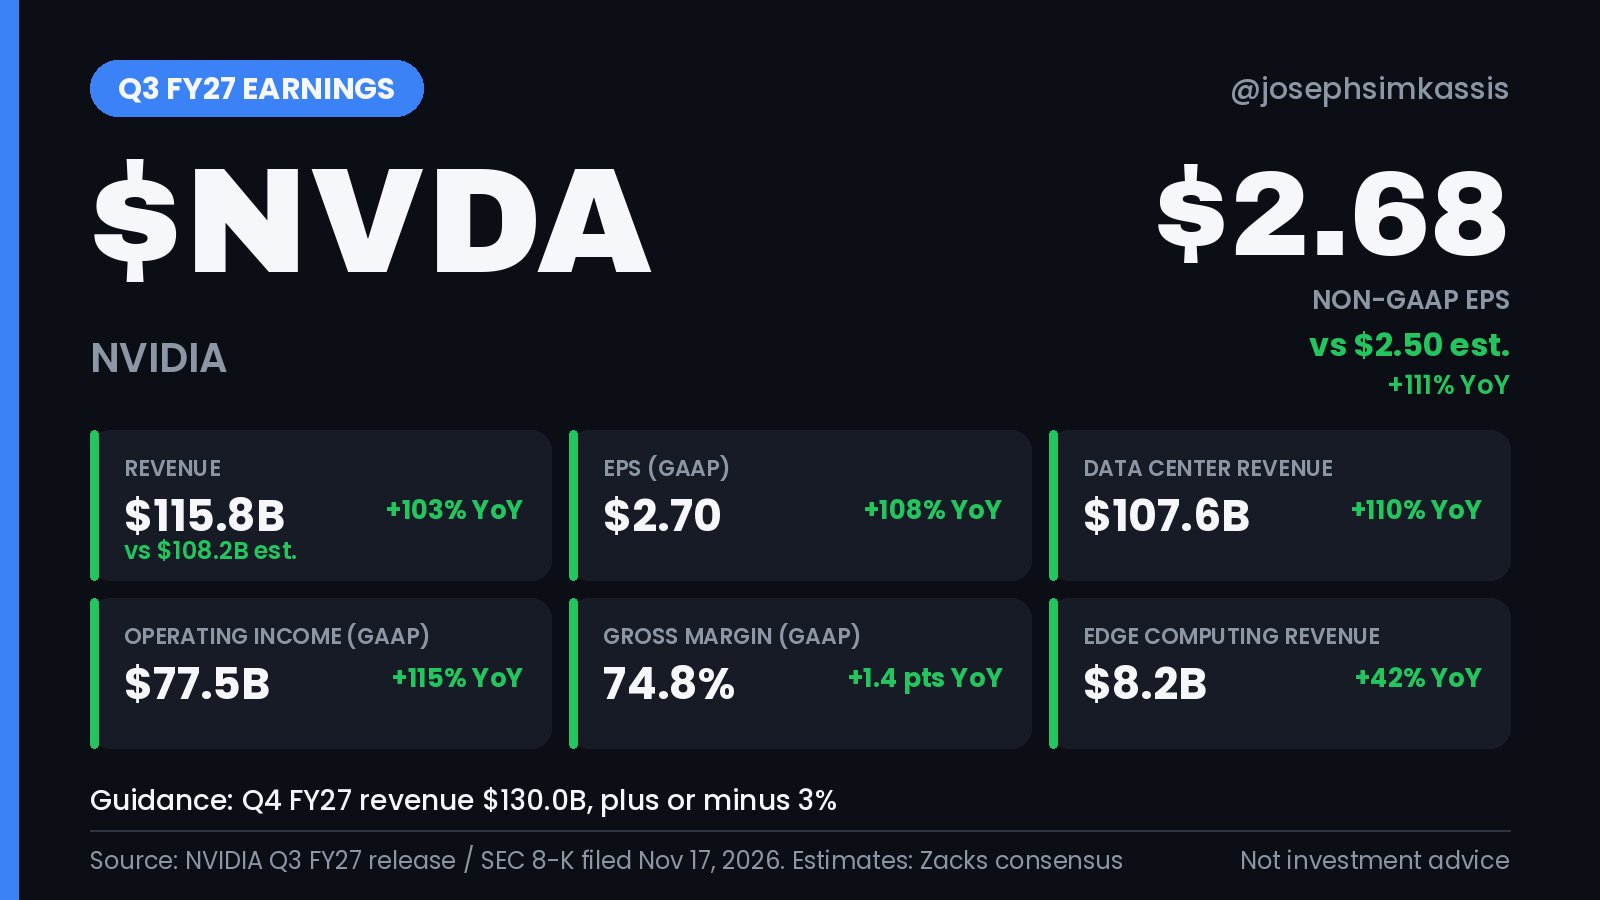 Q3 FY27 EARNINGS
@josephsimkassis
$NVDA
$2.68
NON-GAAP EPS
NVIDIA
vs $2.50 est.
+111% YoY
REVENUE
$115.8B
+103% YoY
vs $108.2B est.
EPS (GAAP)
$2.70
+108% YoY
DATA CENTER REVENUE
$107.6B
+110% YoY
OPERATING INCOME (GAAP)
$77.5B
+115% YoY
GROSS MARGIN (GAAP)
74.8%
+1.4 pts YoY
EDGE COMPUTING REVENUE
$8.2B
+42% YoY
Guidance: Q4 FY27 revenue $130.0B, plus or minus 3%
Source: NVIDIA Q3 FY27 release / SEC 8-K filed Nov 17, 2026. Estimates: Zacks consensus
Not investment advice